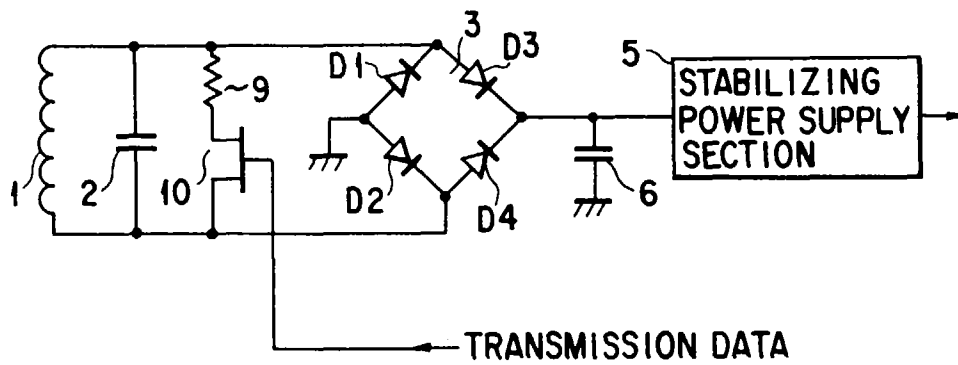 D1
3
D3
5
STABILIZING
POWER SUPPLY
SECTION
9
1
2
10
D2
D4
6
TRANSMISSION DATA